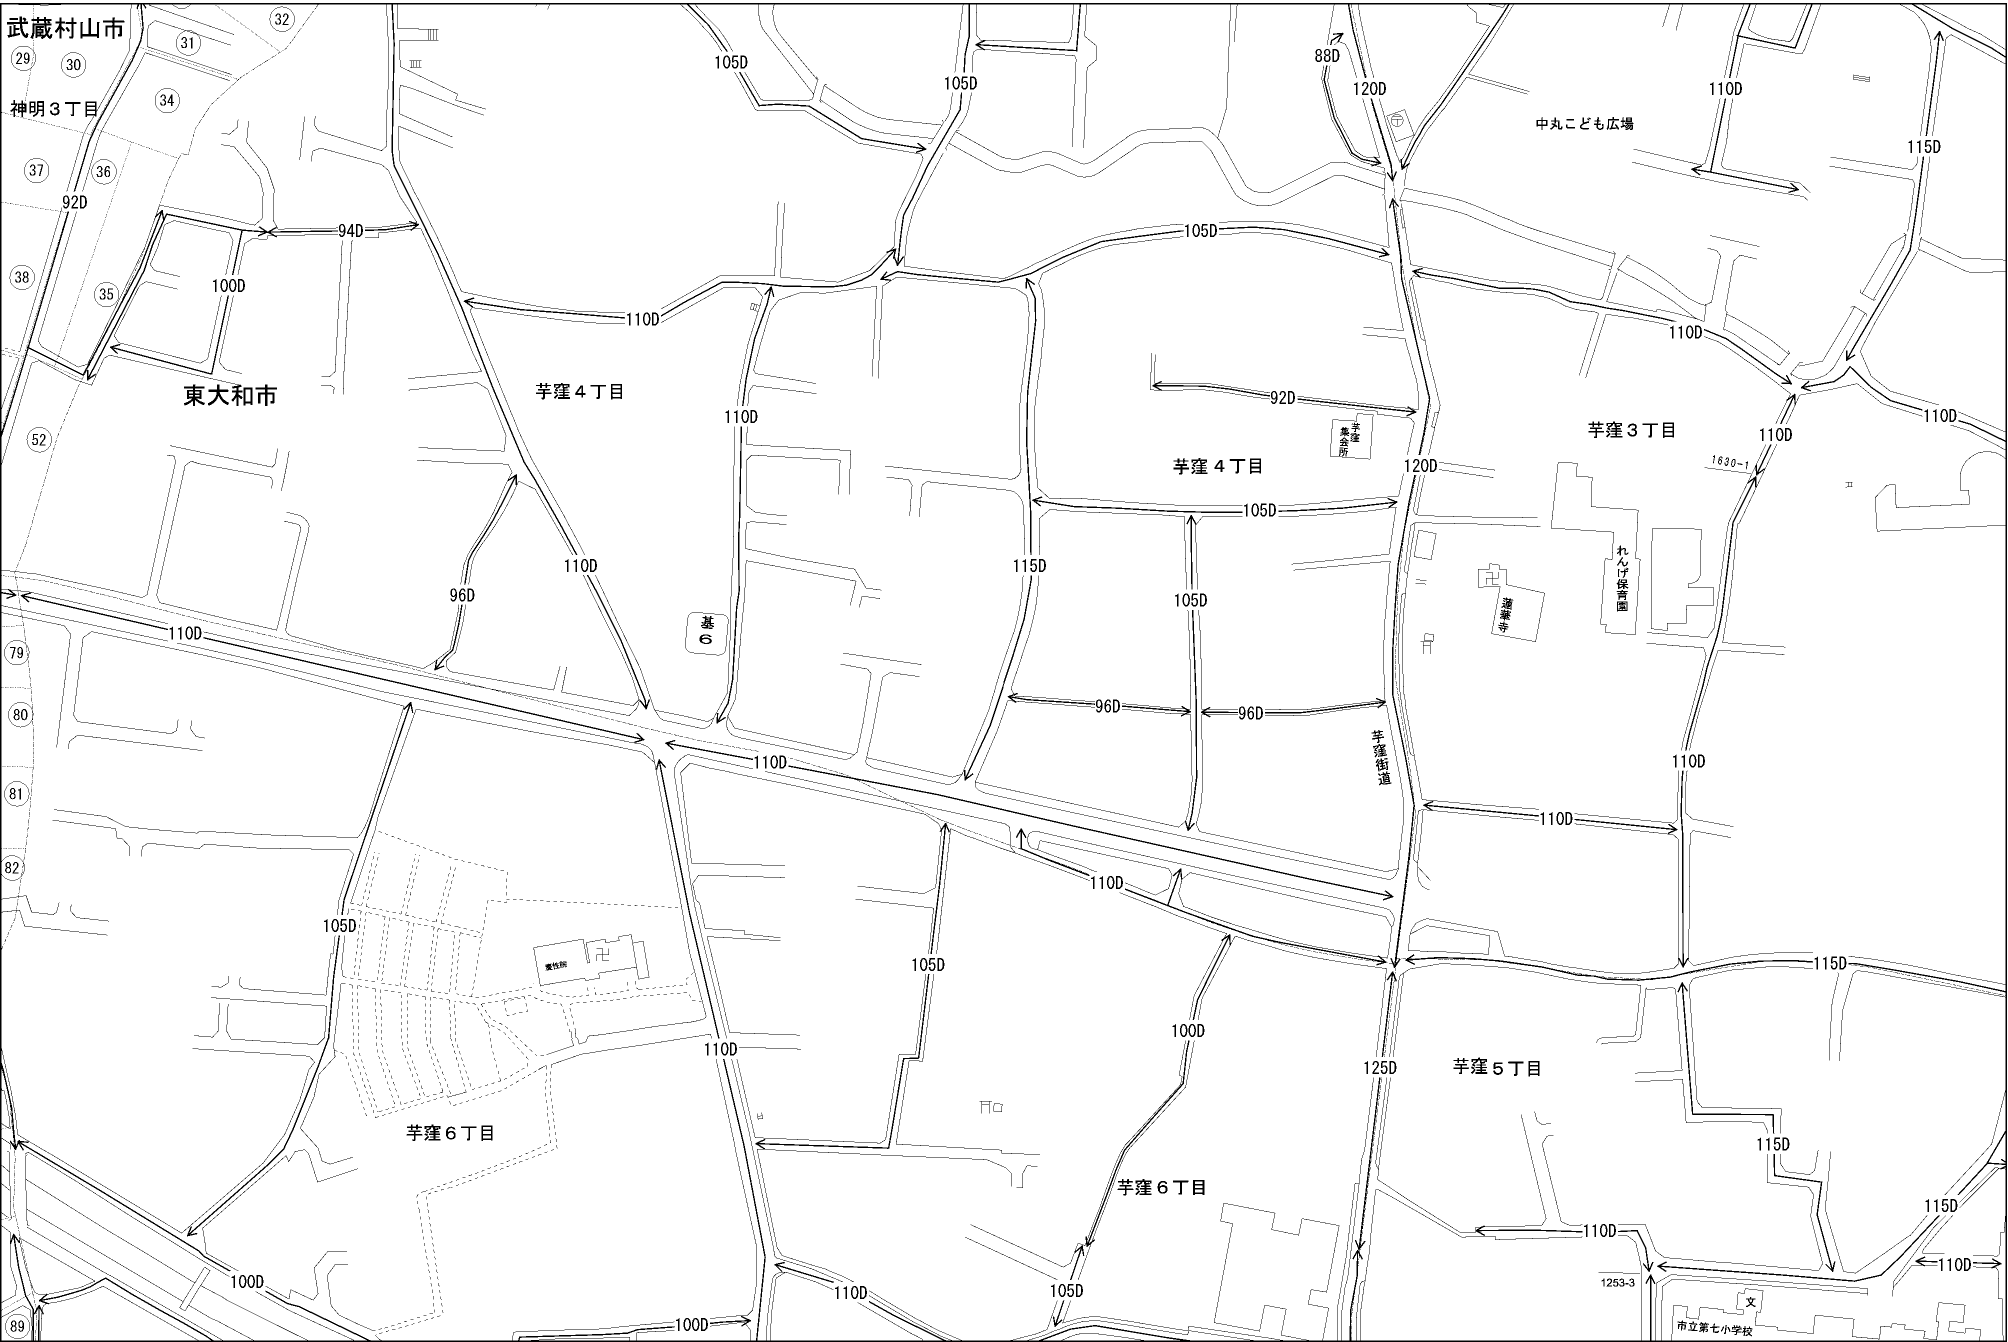 武蔵村山市
32
31
29
30
34
神明３丁目
37
36
92D
38
35
94D
100D
東大和市
52
105D
105D
88D
120D
110D
中丸こども広場
115D
105D
110D
110D
芋窪４丁目
110D
92D
芋窪集会所
芋窪４丁目
120D
芋窪３丁目
110D
110D
1630-1
105D
115D
105D
110D
96D
基6
れんげ保育園
蓮華寺
110D
79
80
81
82
96D
96D
芋窪街道
110D
110D
110D
110D
105D
105D
慶性院
115D
100D
110D
125D
芋窪５丁目
芋窪６丁目
芋窪６丁目
115D
115D
110D
110D
1253-3
100D
110D
105D
100D
89
文
市立第七小学校